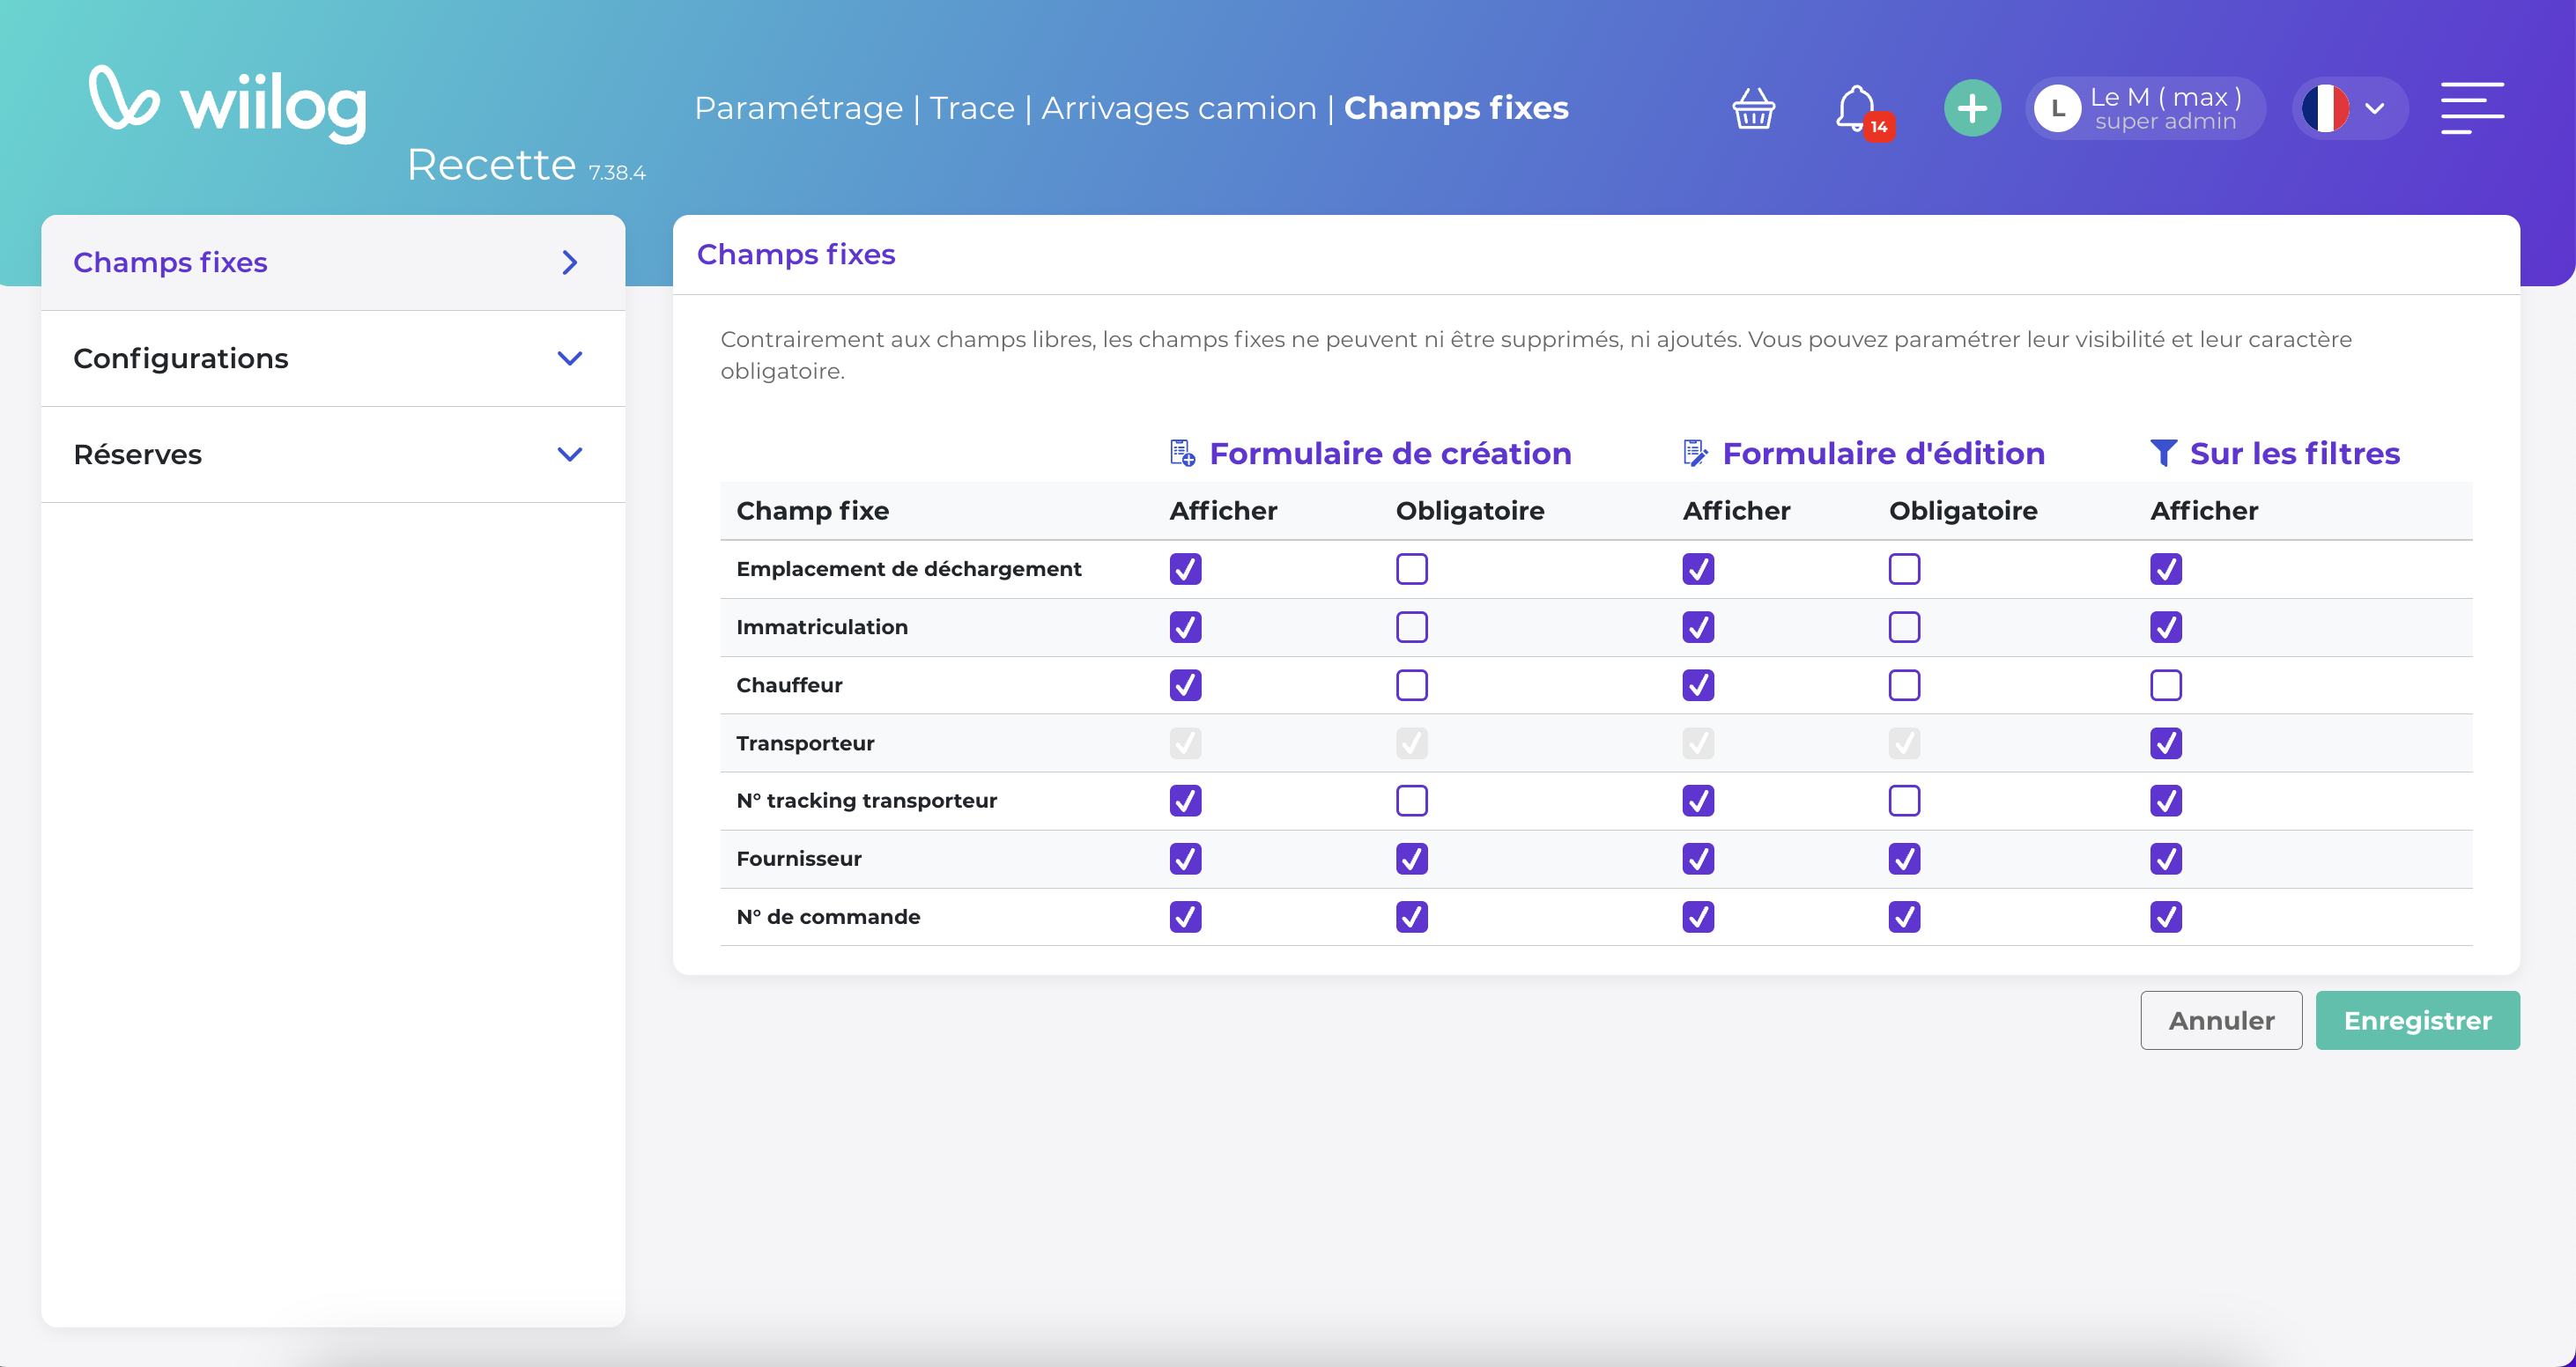 wiilog
Recette 7.38.4
Paramétrage | Trace | Arrivages camion | Champs fixes
14
L
Le M ( max )
super admin
Champs fixes
Configurations
Réserves
Champs fixes
Contrairement aux champs libres, les champs fixes ne peuvent ni être supprimés, ni ajoutés. Vous pouvez paramétrer leur visibilité et leur caractère
obligatoire.
Formulaire de création Formulaire d'édition Sur les filtres
Champ fixe Afficher Obligatoire Afficher Obligatoire Afficher
Emplacement de déchargement
Immatriculation
Chauffeur
Transporteur
N° tracking transporteur
Fournisseur
N° de commande
Annuler Enregistrer